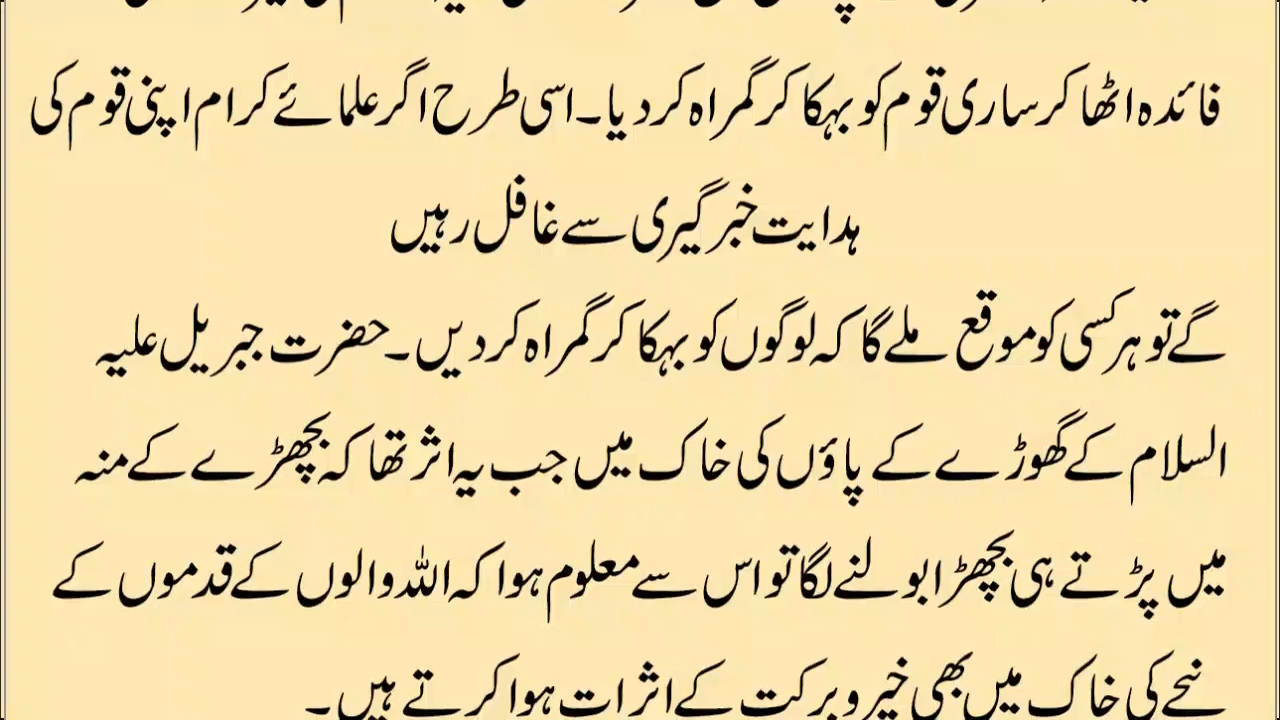 فائدہ اٹھا کر ساری قوم کو بہکا کر گمراہ کر دیا۔ اسی طرح اگر علمائے کرام اپنی قوم کی
ہدایت خبر گیری سے غافل رہیں
گے تو ہر کسی کو موقع ملے گا کہ لوگوں کو بہکا کر گمراہ کر دیں۔ حضرت جبریل علیہ
السلام کے گھوڑے کے پاؤں کی خاک میں جب یہ اثر تھا کہ بچھڑے کے منہ
میں پڑتے ہی بچھڑا بولنے لگا تو اس سے معلوم ہوا کہ اللہ والوں کے قدموں کے
نیچے کی خاک میں بھی خیر و برکت کے اثرات ہوا کرتے ہیں۔